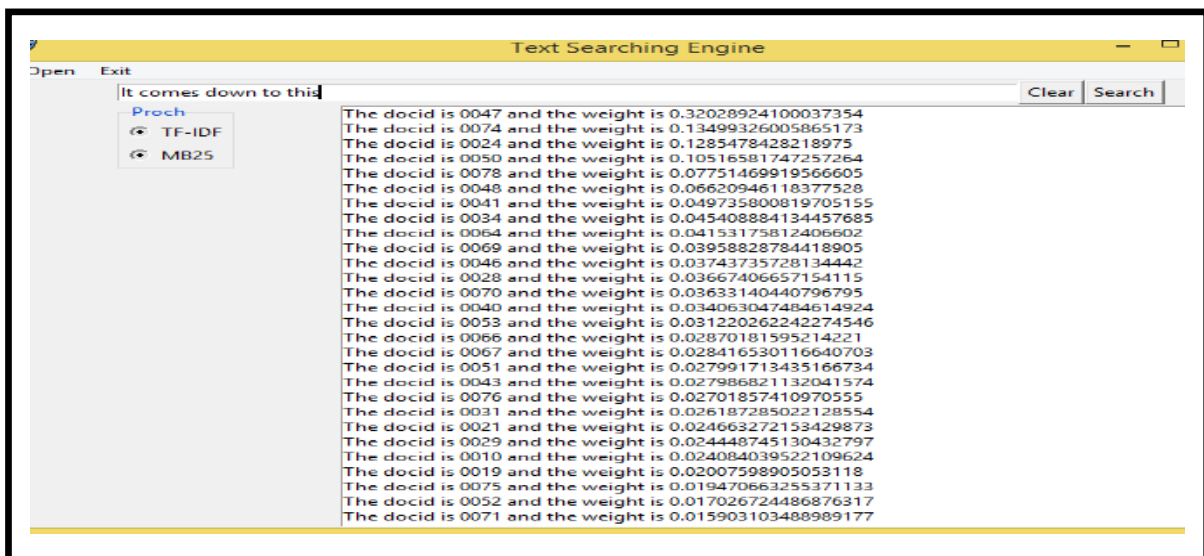 Text Searching Engine
Open Exit
It comes down to this
Clear Search
Proch
TF-IDF
MB25
The docid is 0047 and the weight is 0.32028924100037354
The docid is 0074 and the weight is 0.13499326005865173
The docid is 0024 and the weight is 0.1285478428218975
The docid is 0050 and the weight is 0.10516581747257264
The docid is 0078 and the weight is 0.07751469919566605
The docid is 0048 and the weight is 0.06620946118377528
The docid is 0041 and the weight is 0.049735800819705155
The docid is 0034 and the weight is 0.045408884134457685
The docid is 0064 and the weight is 0.04153175812406602
The docid is 0069 and the weight is 0.03958828784418905
The docid is 0046 and the weight is 0.03743735728134442
The docid is 0028 and the weight is 0.03667406657154115
The docid is 0070 and the weight is 0.03633140440796795
The docid is 0040 and the weight is 0.034063047484614924
The docid is 0053 and the weight is 0.031220262242274546
The docid is 0066 and the weight is 0.02870181595214221
The docid is 0067 and the weight is 0.028416530116640703
The docid is 0051 and the weight is 0.027991713435166734
The docid is 0043 and the weight is 0.027986821132041574
The docid is 0076 and the weight is 0.02701857410970555
The docid is 0031 and the weight is 0.026187285022128554
The docid is 0021 and the weight is 0.024663272153429873
The docid is 0029 and the weight is 0.024448745130432797
The docid is 0010 and the weight is 0.024084039522109624
The docid is 0019 and the weight is 0.02007598905053118
The docid is 0075 and the weight is 0.019470663255371133
The docid is 0052 and the weight is 0.017026724486876317
The docid is 0071 and the weight is 0.015903103488989177